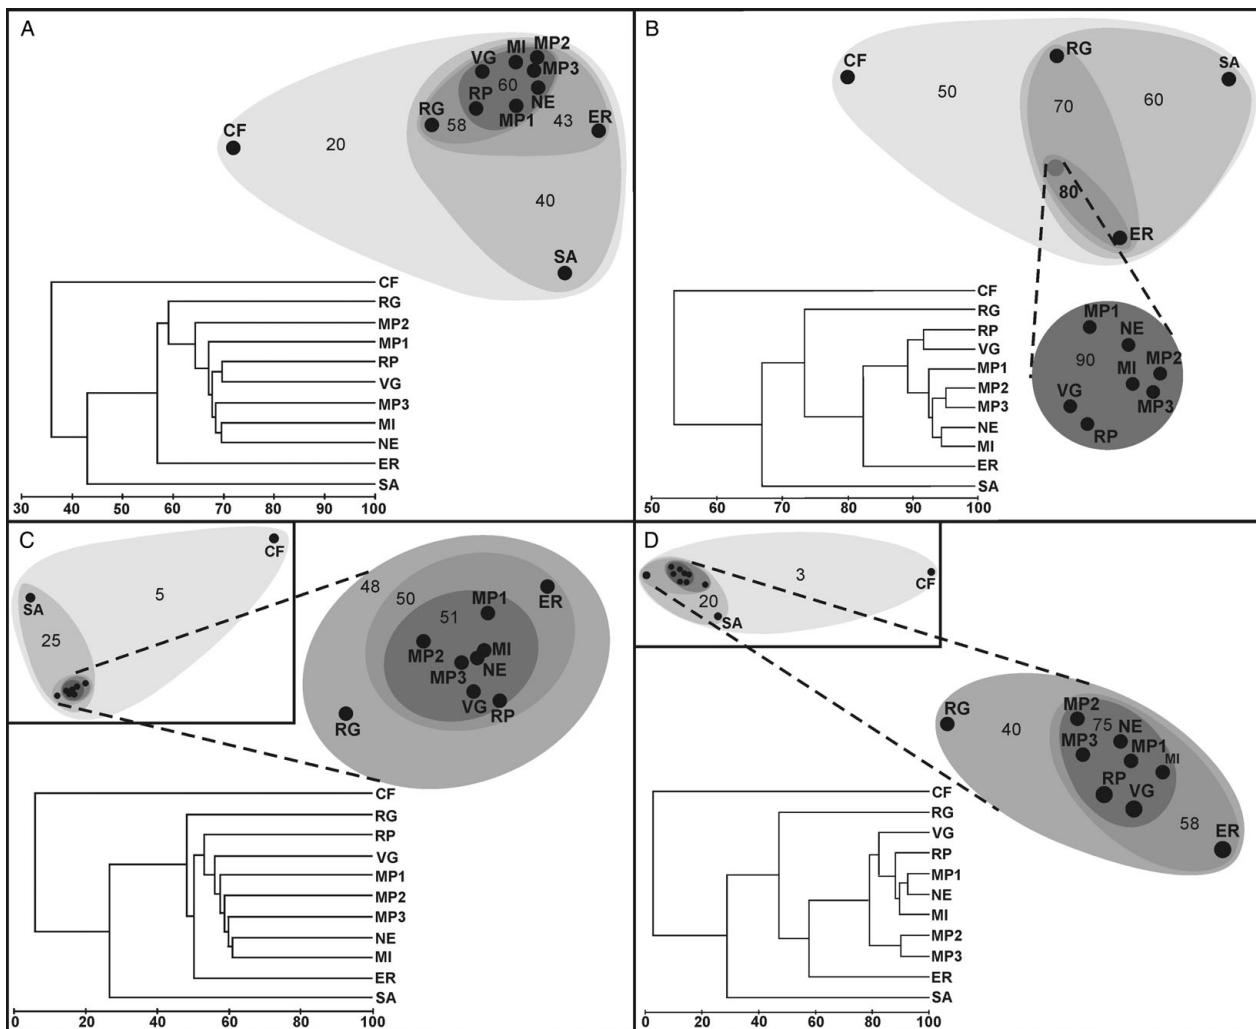 A
CF
20
RG
58
VG
MI
MP2
MP3
60
RP
NE
MP1
43
ER
40
SA
CF
RG
MP2
MP1
RP
VG
MP3
MI
NE
ER
SA
30 40 50 60 70 80 90 100
B
CF
50
RG
70
60
SA
80
ER
MP1
NE
90
MI
MP2
VG
MP3
RP
CF
RG
RP
VG
MP1
MP2
MP3
NE
MI
ER
SA
50 60 70 80 90 100
C
CF
5
SA
25
48
50
51
MP1
ER
MP2
MI
MP3
NE
VG
RP
RG
CF
RG
RP
VG
MP1
MP2
MP3
NE
MI
ER
SA
0 20 40 60 80 100
D
3
CF
20
SA
RG
40
MP2
75
NE
MP3
MP1
MI
RP
VG
58
ER
CF
RG
VG
RP
MP1
NE
MI
MP2
MP3
ER
SA
0 20 40 60 80 100